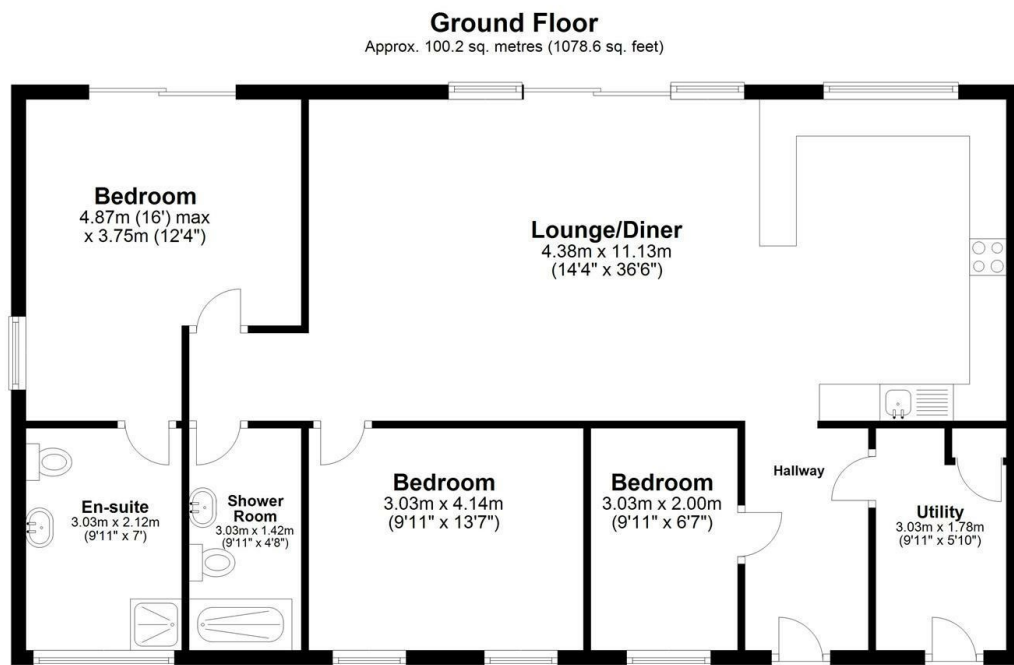 Ground Floor
Approx. 100.2 sq. metres (1078.6 sq. feet)
Bedroom
4.87m (16') max
x 3.75m (12'4")
Lounge/Diner
4.38m x 11.13m
(14'4" x 36'6")
En-suite
3.03m x 2.12m
(9'11" x 7')
Shower
Room
3.03m x 1.42m
(9'11" x 4'8")
Bedroom
3.03m x 4.14m
(9'11" x 13'7")
Bedroom
3.03m x 2.00m
(9'11" x 6'7")
Hallway
Utility
3.03m x 1.78m
(9'11" x 5'10")